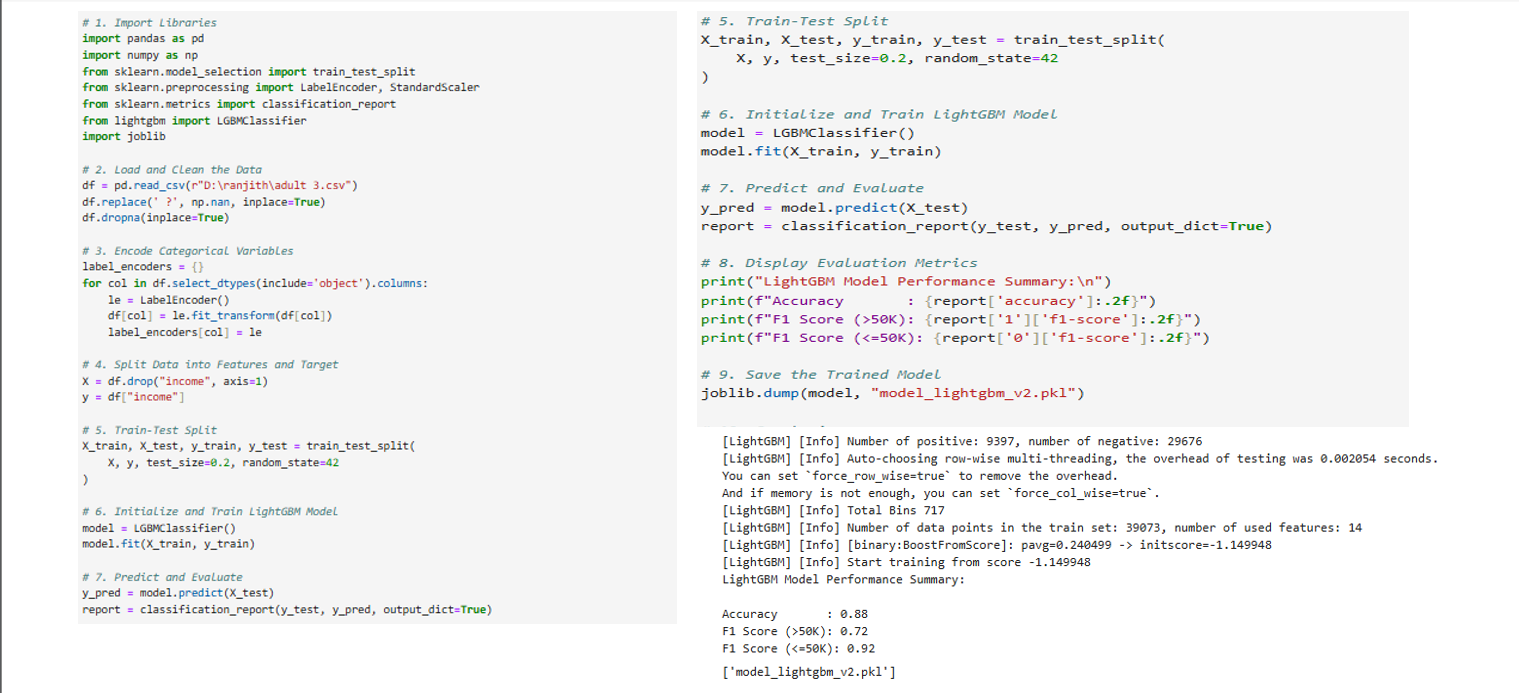 # 1. Import Libraries
import pandas as pd
import numpy as np
from sklearn.model_selection import train_test_split
from sklearn.preprocessing import LabelEncoder, StandardScaler
from sklearn.metrics import classification_report
from lightgbm import LGBMClassifier
import joblib

# 2. Load and Clean the Data
df = pd.read_csv(r"D:\ranjith\adult 3.csv")
df.replace(' ?', np.nan, inplace=True)
df.dropna(inplace=True)

# 3. Encode Categorical Variables
label_encoders = {}
for col in df.select_dtypes(include='object').columns:
    le = LabelEncoder()
    df[col] = le.fit_transform(df[col])
    label_encoders[col] = le

# 4. Split Data into Features and Target
X = df.drop("income", axis=1)
y = df["income"]

# 5. Train-Test Split
X_train, X_test, y_train, y_test = train_test_split(
    X, y, test_size=0.2, random_state=42
)

# 6. Initialize and Train LightGBM Model
model = LGBMClassifier()
model.fit(X_train, y_train)

# 7. Predict and Evaluate
y_pred = model.predict(X_test)
report = classification_report(y_test, y_pred, output_dict=True)

# 5. Train-Test Split
X_train, X_test, y_train, y_test = train_test_split(
    X, y, test_size=0.2, random_state=42
)

# 6. Initialize and Train LightGBM Model
model = LGBMClassifier()
model.fit(X_train, y_train)

# 7. Predict and Evaluate
y_pred = model.predict(X_test)
report = classification_report(y_test, y_pred, output_dict=True)

# 8. Display Evaluation Metrics
print("LightGBM Model Performance Summary:\n")
print(f"Accuracy       : {report['accuracy']:.2f}")
print(f"F1 Score (>50K): {report['1']['f1-score']:.2f}")
print(f"F1 Score (<=50K): {report['0']['f1-score']:.2f}")

# 9. Save the Trained Model
joblib.dump(model, "model_lightgbm_v2.pkl")

[LightGBM] [Info] Number of positive: 9397, number of negative: 29676
[LightGBM] [Info] Auto-choosing row-wise multi-threading, the overhead of testing was 0.002054 seconds.
You can set `force_row_wise=true` to remove the overhead.
And if memory is not enough, you can set `force_col_wise=true`.
[LightGBM] [Info] Total Bins 717
[LightGBM] [Info] Number of data points in the train set: 39073, number of used features: 14
[LightGBM] [Info] [binary:BoostFromScore]: pavg=0.240499 -> initscore=-1.149948
[LightGBM] [Info] Start training from score -1.149948
LightGBM Model Performance Summary:

Accuracy       : 0.88
F1 Score (>50K): 0.72
F1 Score (<=50K): 0.92
['model_lightgbm_v2.pkl']